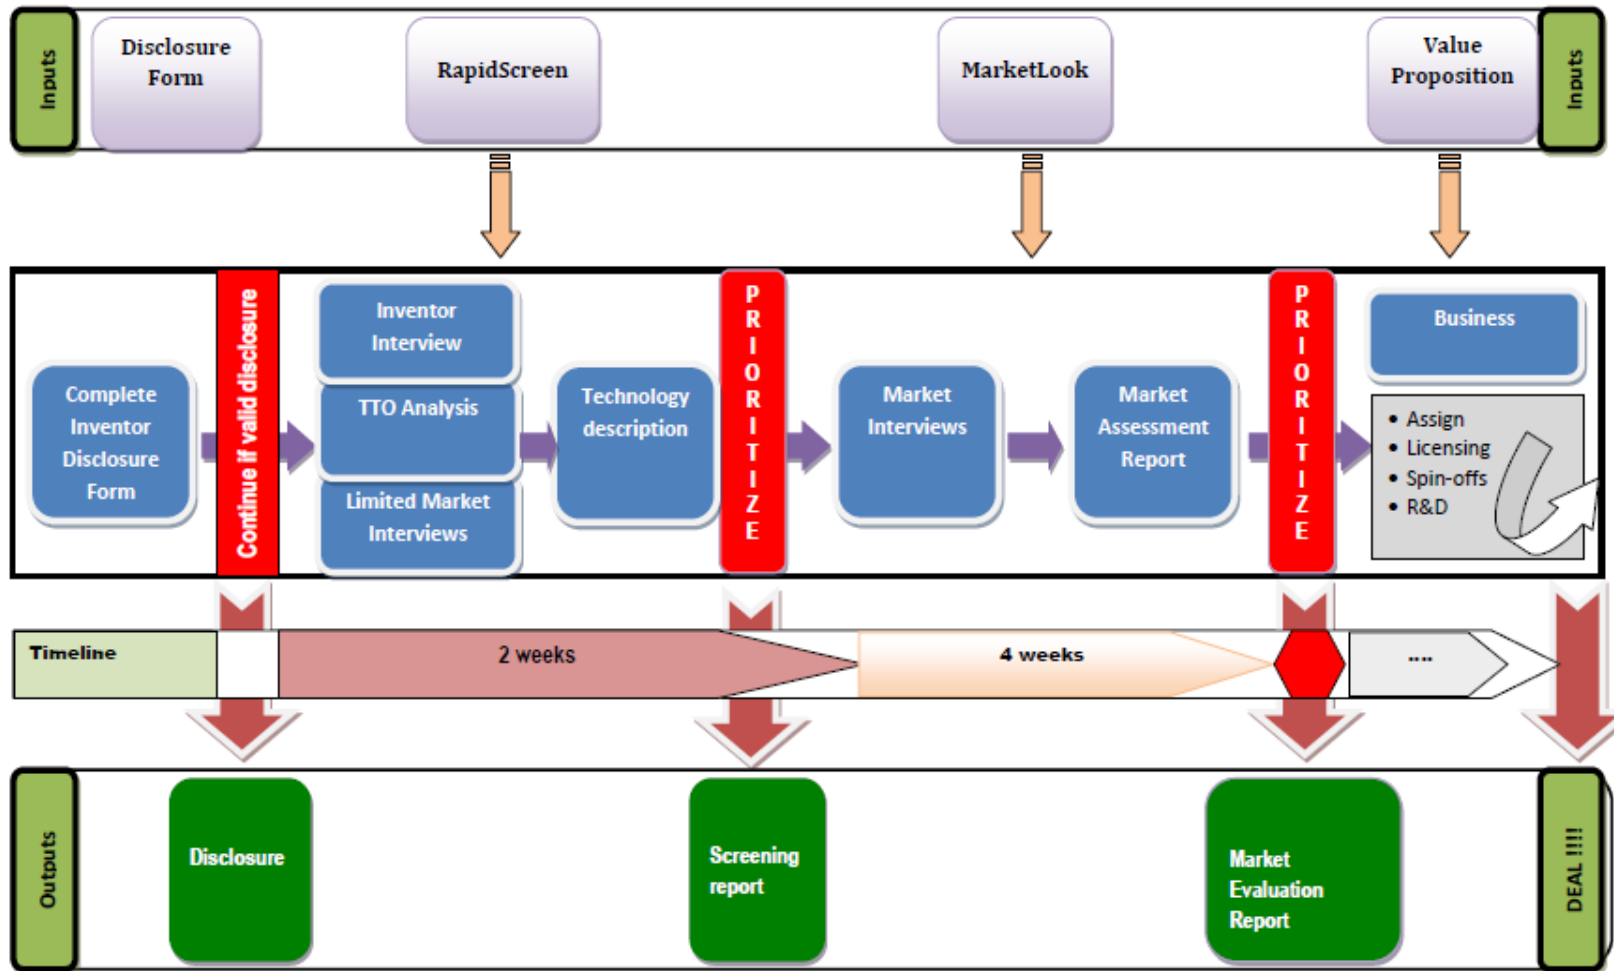 Inputs
Disclosure
Form
RapidScreen
MarketLook
Value
Proposition
Inputs
Complete
Inventor
Disclosure
Form
Continue if valid disclosure
Inventor
Interview
TTO Analysis
Limited Market
Interviews
Technology
description
PRIORITIZE
Market
Interviews
Market
Assessment
Report
PRIORITIZE
Business
• Assign
• Licensing
• Spin-offs
• R&D
Timeline
2 weeks
4 weeks
....
Outputs
Disclosure
Screening
report
Market
Evaluation
Report
DEAL !!!!